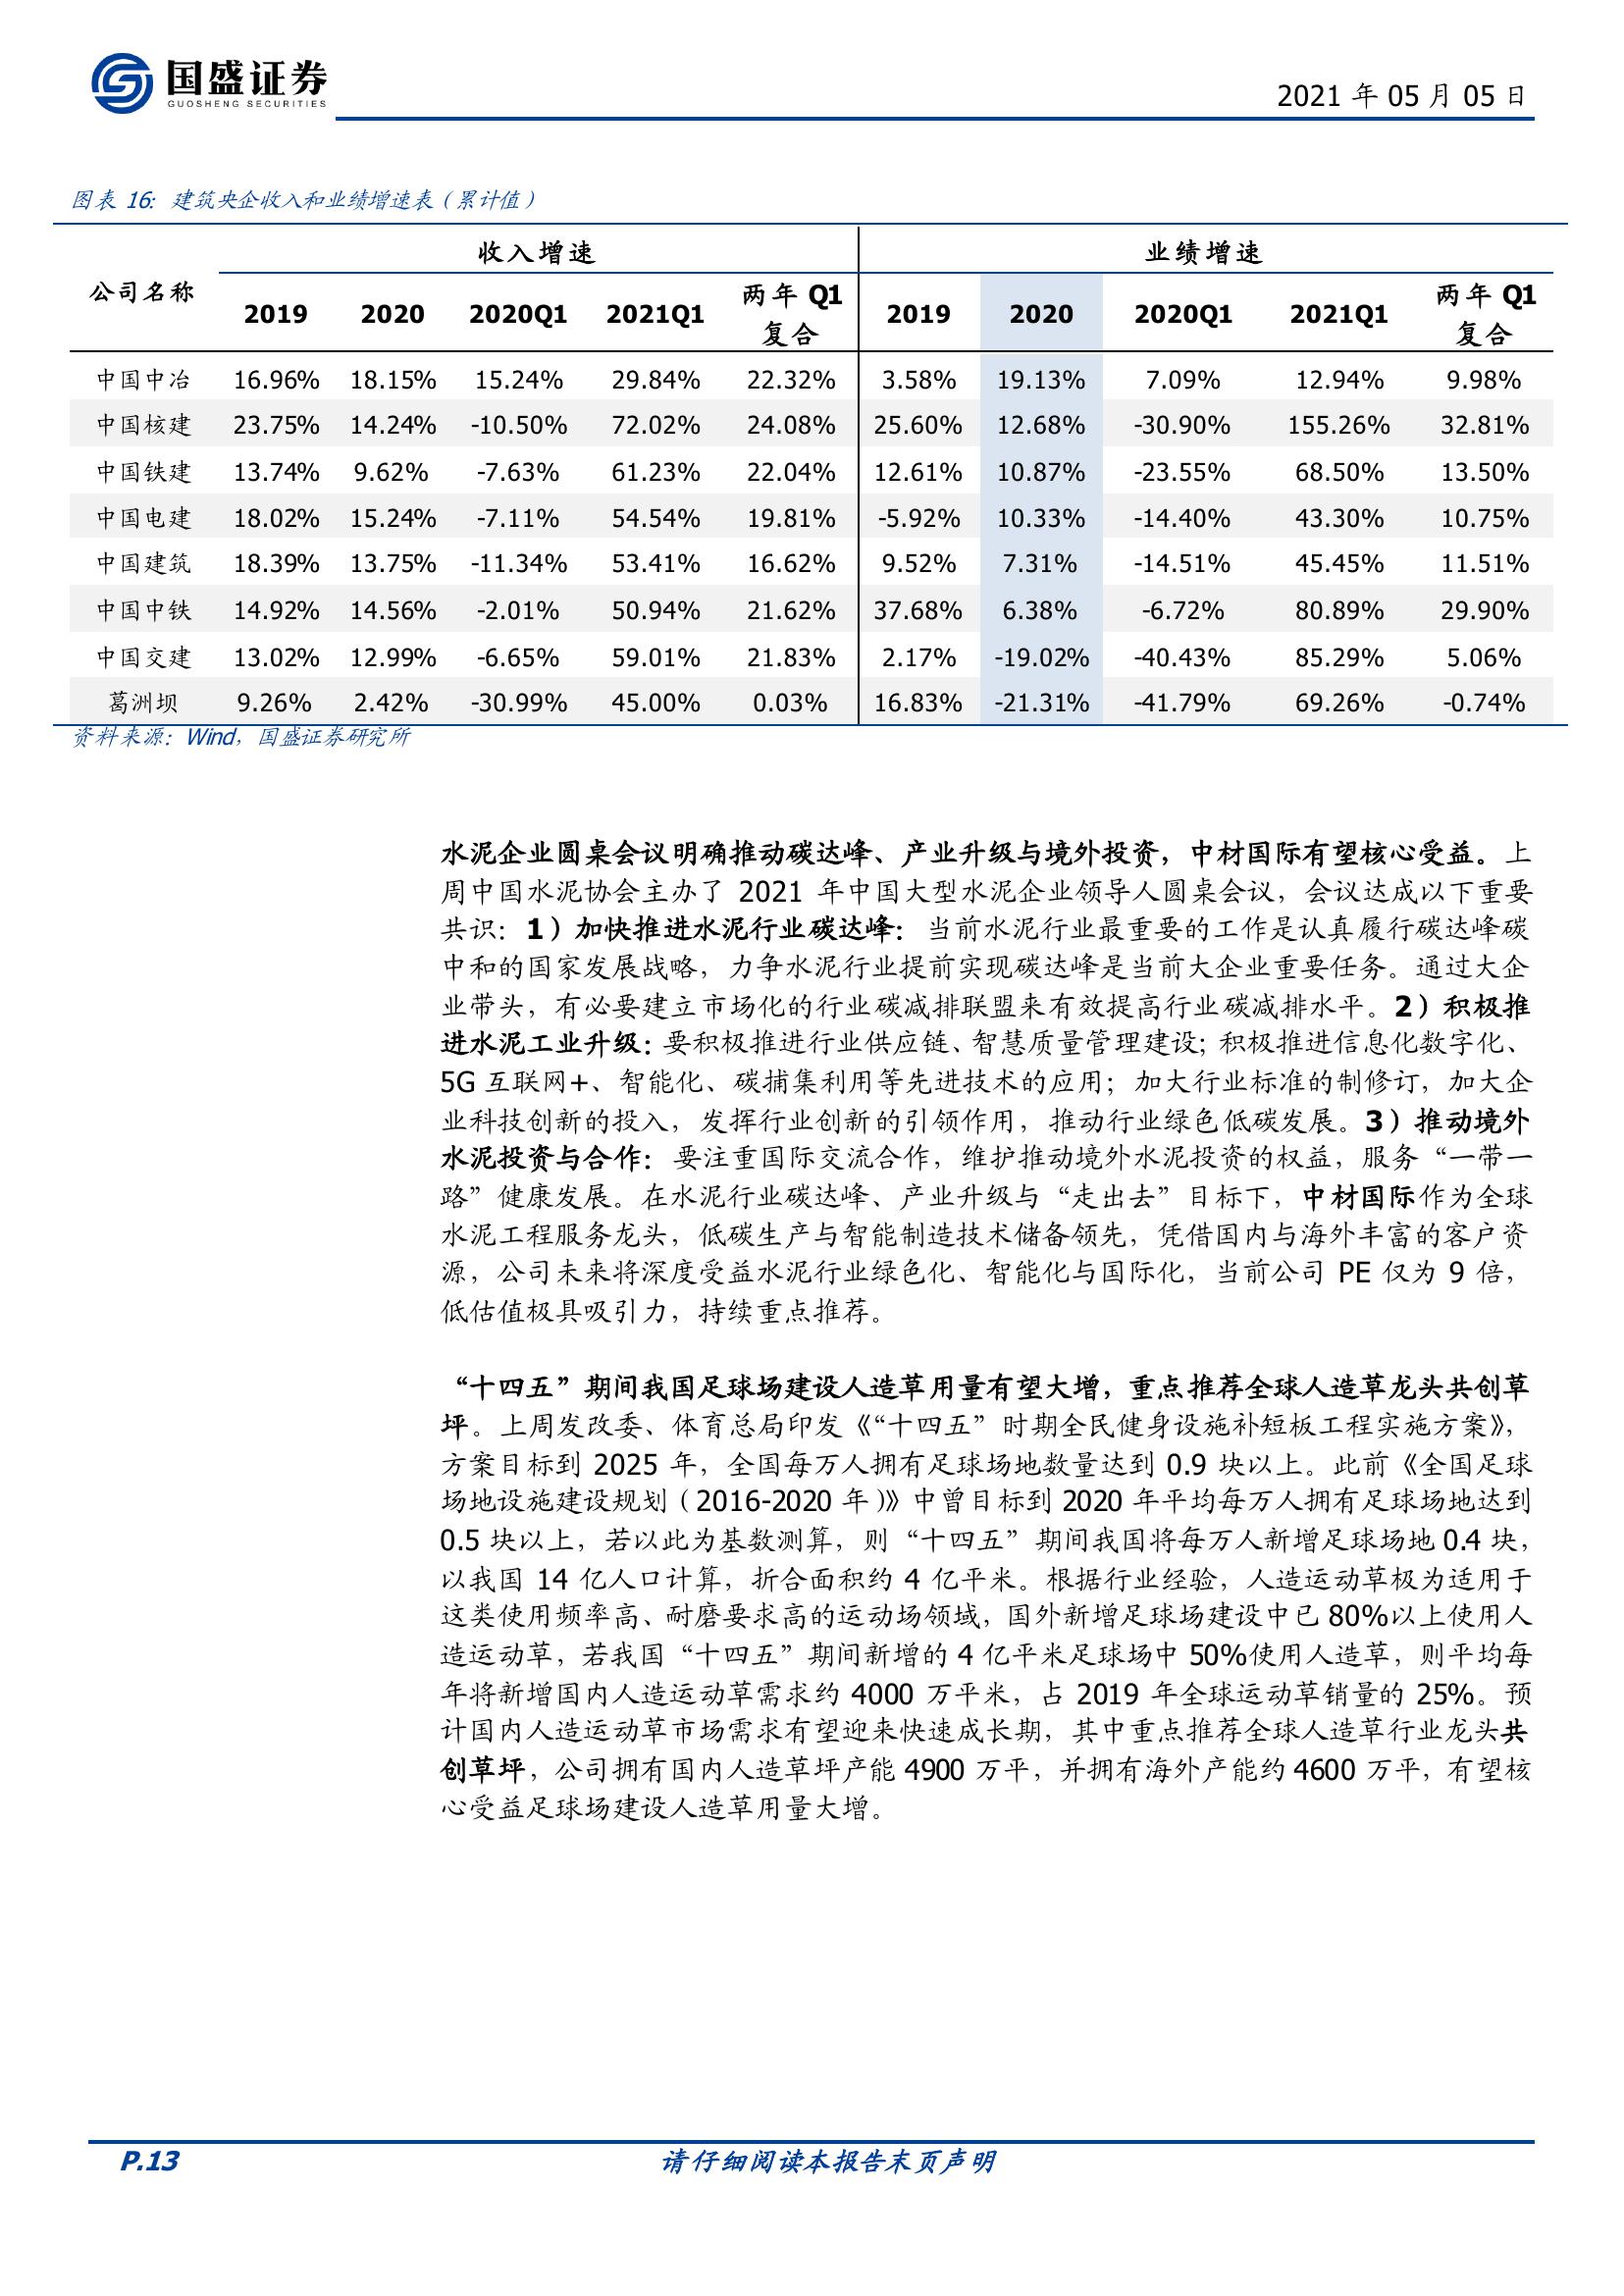 国盛证券
GUOSHENG SECURITIES
2021 年 05 月 05 日
图表 16：建筑央企收入和业绩增速表（累计值）
公司名称 收入增速 业绩增速
2019 2020 2020Q1 2021Q1 两年 Q1 复合 2019 2020 2020Q1 2021Q1 两年 Q1 复合
中国中冶 16.96% 18.15% 15.24% 29.84% 22.32% 3.58% 19.13% 7.09% 12.94% 9.98%
中国核建 23.75% 14.24% -10.50% 72.02% 24.08% 25.60% 12.68% -30.90% 155.26% 32.81%
中国铁建 13.74% 9.62% -7.63% 61.23% 22.04% 12.61% 10.87% -23.55% 68.50% 13.50%
中国电建 18.02% 15.24% -7.11% 54.54% 19.81% -5.92% 10.33% -14.40% 43.30% 10.75%
中国建筑 18.39% 13.75% -11.34% 53.41% 16.62% 9.52% 7.31% -14.51% 45.45% 11.51%
中国中铁 14.92% 14.56% -2.01% 50.94% 21.62% 37.68% 6.38% -6.72% 80.89% 29.90%
中国交建 13.02% 12.99% -6.65% 59.01% 21.83% 2.17% -19.02% -40.43% 85.29% 5.06%
葛洲坝 9.26% 2.42% -30.99% 45.00% 0.03% 16.83% -21.31% -41.79% 69.26% -0.74%
资料来源：Wind，国盛证券研究所
水泥企业圆桌会议明确推动碳达峰、产业升级与境外投资，中材国际有望核心受益。上
周中国水泥协会主办了 2021 年中国大型水泥企业领导人圆桌会议，会议达成以下重要
共识：1）加快推进水泥行业碳达峰：当前水泥行业最重要的工作是认真履行碳达峰碳
中和的国家发展战略，力争水泥行业提前实现碳达峰是当前大企业重要任务。通过大企
业带头，有必要建立市场化的行业碳减排联盟来有效提高行业碳减排水平。2）积极推
进水泥工业升级：要积极推进行业供应链、智慧质量管理建设；积极推进信息化数字化、
5G 互联网+、智能化、碳捕集利用等先进技术的应用；加大行业标准的制修订，加大企
业科技创新的投入，发挥行业创新的引领作用，推动行业绿色低碳发展。3）推动境外
水泥投资与合作：要注重国际交流合作，维护推动境外水泥投资的权益，服务“一带一
路”健康发展。在水泥行业碳达峰、产业升级与“走出去”目标下，中材国际作为全球
水泥工程服务龙头，低碳生产与智能制造技术储备领先，凭借国内与海外丰富的客户资
源，公司未来将深度受益水泥行业绿色化、智能化与国际化，当前公司 PE 仅为 9 倍，
低估值极具吸引力，持续重点推荐。
“十四五”期间我国足球场建设人造草用量有望大增，重点推荐全球人造草龙头共创草
坪。上周发改委、体育总局印发《“十四五”时期全民健身设施补短板工程实施方案》，
方案目标到 2025 年，全国每万人拥有足球场地数量达到 0.9 块以上。此前《全国足球
场地设施建设规划（2016-2020 年）》中曾目标到 2020 年平均每万人拥有足球场地达到
0.5 块以上，若以此为基数测算，则“十四五”期间我国将每万人新增足球场地 0.4 块，
以我国 14 亿人口计算，折合面积约 4 亿平米。根据行业经验，人造运动草极为适用于
这类使用频率高、耐磨要求高的运动场领域，国外新增足球场建设中已 80%以上使用人
造运动草，若我国“十四五”期间新增的 4 亿平米足球场中 50%使用人造草，则平均每
年将新增国内人造运动草需求约 4000 万平米，占 2019 年全球运动草销量的 25%。预
计国内人造运动草市场需求有望迎来快速成长期，其中重点推荐全球人造草行业龙头共
创草坪，公司拥有国内人造草坪产能 4900 万平，并拥有海外产能约 4600 万平，有望核
心受益足球场建设人造草用量大增。
P.13 请仔细阅读本报告末页声明